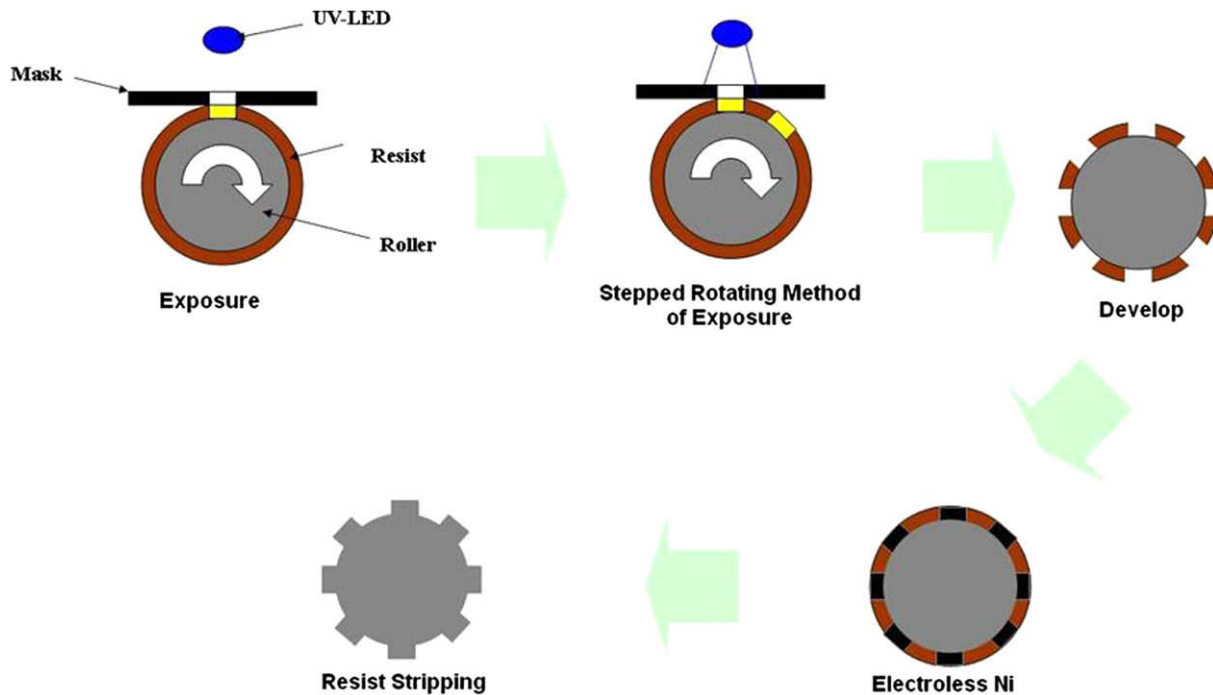 UV-LED
Mask
Resist
Roller
Exposure
Stepped Rotating Method
of Exposure
Develop
Resist Stripping
Electroless Ni